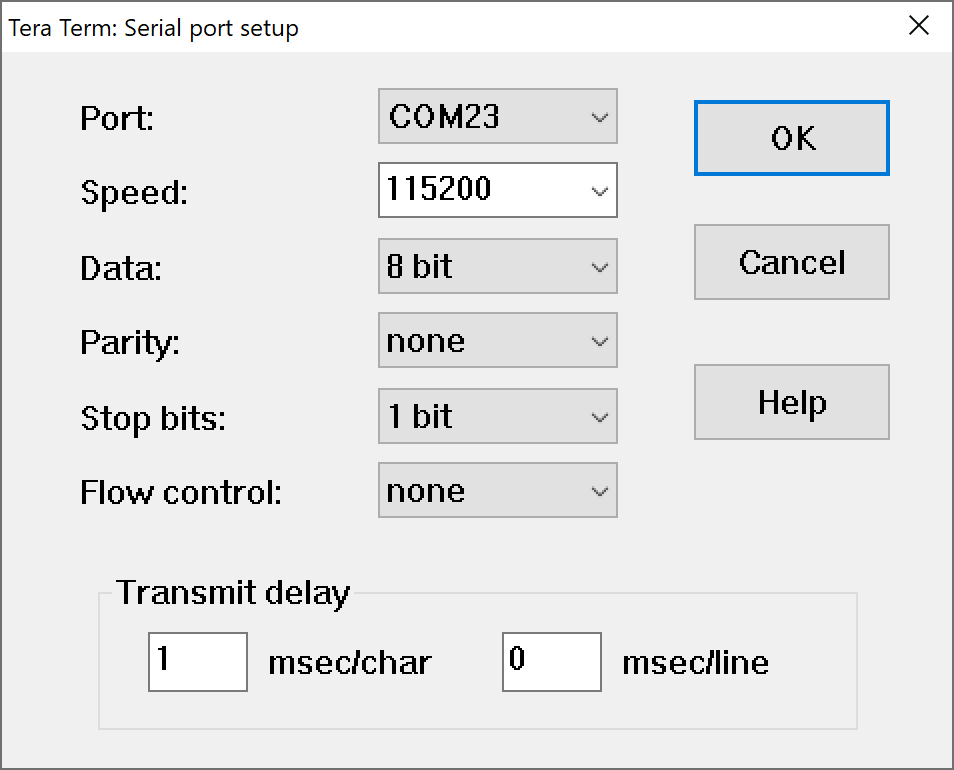 Tera Term: Serial port setup
Port: COM23
OK
Speed: 115200
Data: 8 bit
Cancel
Parity: none
Stop bits: 1 bit
Help
Flow control: none
Transmit delay
1 msec/char 0 msec/line